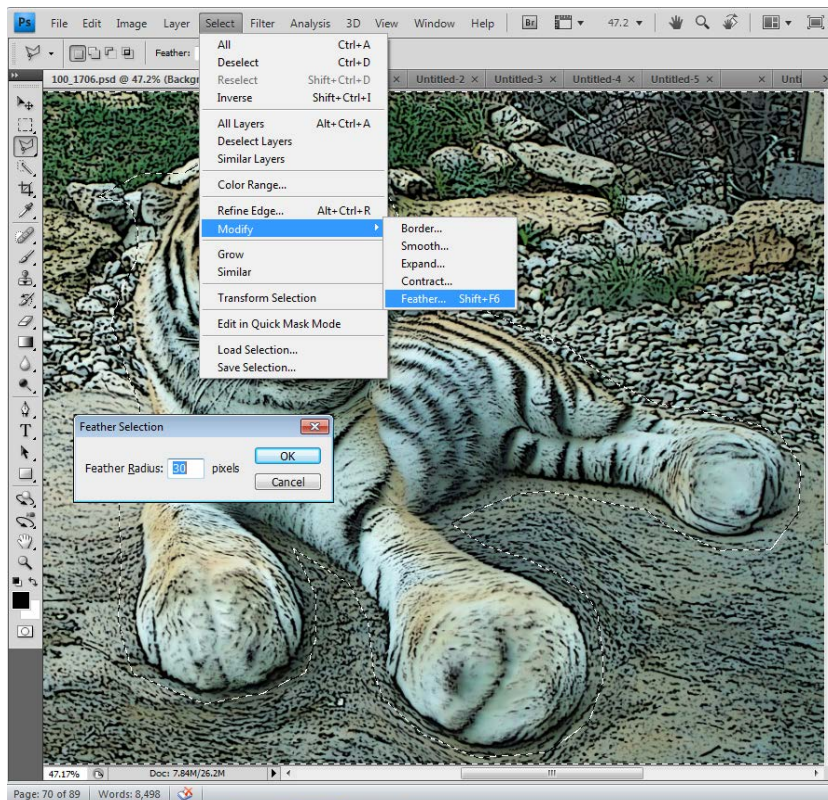 Ps File Edit Image Layer Select Filter Analysis 3D View Window Help Br 47.2
Feather:
100_1706.psd @ 47.2% (Backgr
Untitled-2 × Untitled-3 × Untitled-4 × Untitled-5 × × Unti
All Ctrl+A
Deselect Ctrl+D
Reselect Shift+Ctrl+D
Inverse Shift+Ctrl+I
All Layers Alt+Ctrl+A
Deselect Layers
Similar Layers
Color Range...
Refine Edge... Alt+Ctrl+R
Modify
Grow
Similar
Transform Selection
Edit in Quick Mask Mode
Load Selection...
Save Selection...
Border...
Smooth...
Expand...
Contract...
Feather... Shift+F6
Feather Selection
Feather Radius: 30 pixels
OK
Cancel
47.17% Doc: 7.84M/26.2M
Page: 70 of 89 Words: 8,498